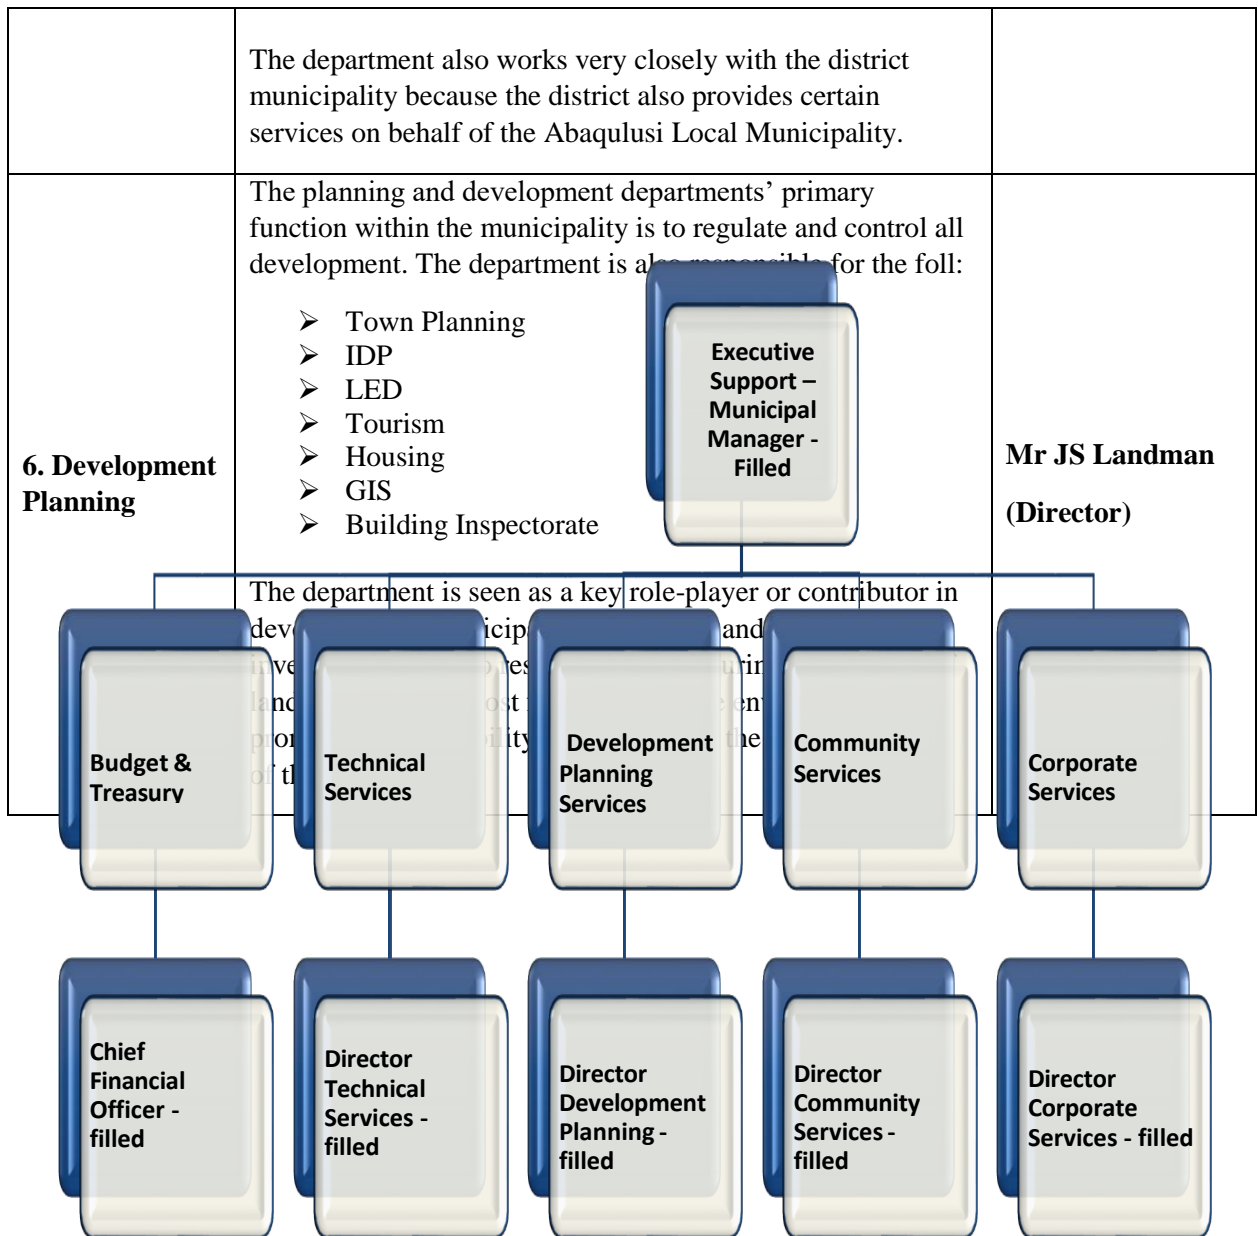 The department also works very closely with the district
municipality because the district also provides certain
services on behalf of the Abaqulusi Local Municipality.
6. Development
Planning
The planning and development departments’ primary
function within the municipality is to regulate and control all
development. The department is also responsible for the foll:
➢ Town Planning
➢ IDP
➢ LED
➢ Tourism
➢ Housing
➢ GIS
➢ Building Inspectorate
The department is seen as a key role-player or contributor in
and
of
Mr JS Landman
(Director)
Executive
Support –
Municipal
Manager -
Filled
Budget &
Treasury
Technical
Services
Development
Planning
Services
Community
Services
Corporate
Services
Chief
Financial
Officer -
filled
Director
Technical
Services -
filled
Director
Development
Planning -
filled
Director
Community
Services -
filled
Director
Corporate
Services - filled